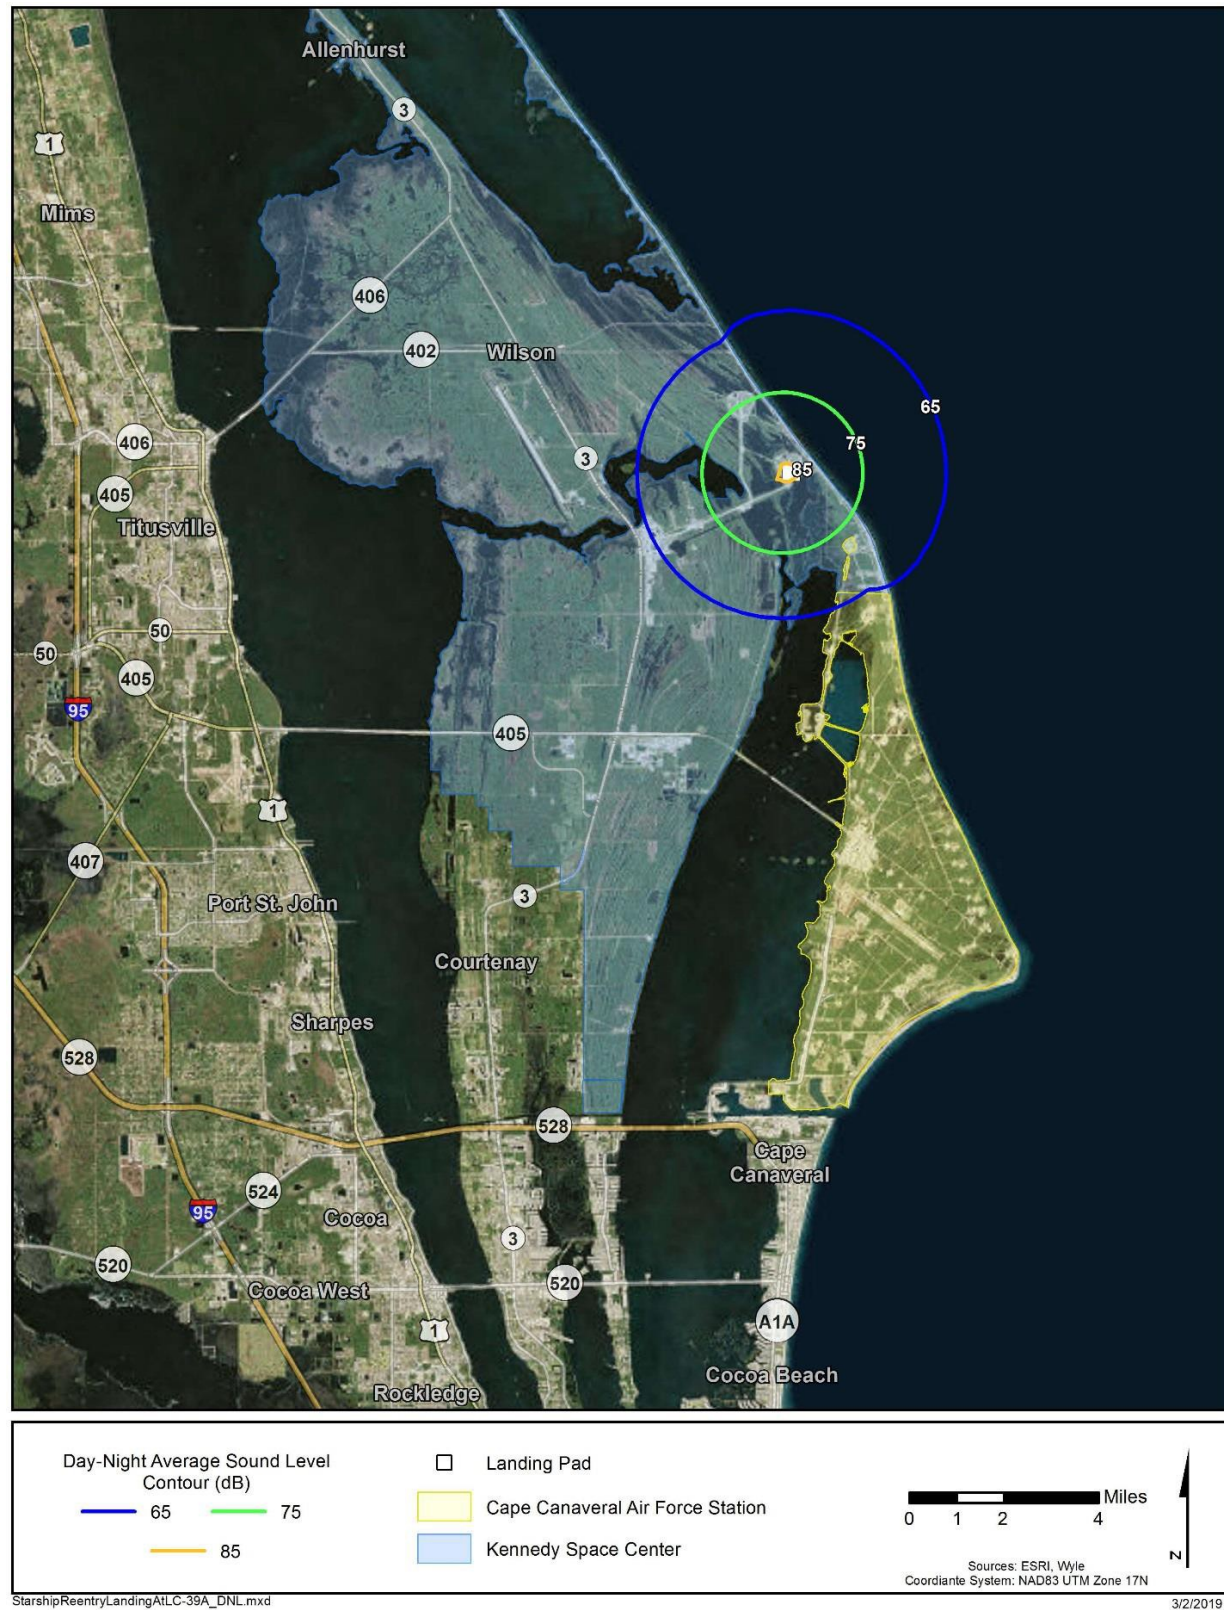 Allenhurst
3
1
Mims
406
402
Wilson
65
75
406
3
85
405
Titusville
50
50
405
95
405
1
407
3
Port St. John
Courtenay
Sharpes
528
528
Cape
Canaveral
524
95
Cocoa
3
520
520
Cocoa West
A1A
1
Cocoa Beach
Rockledge
Day-Night Average Sound Level
Contour (dB)
65
75
85
Landing Pad
Cape Canaveral Air Force Station
Kennedy Space Center
Miles
0 1 2 4
N
Sources: ESRI, Wyle
Coordiante System: NAD83 UTM Zone 17N
StarshipReentryLandingAtLC-39A_DNL.mxd
3/2/2019